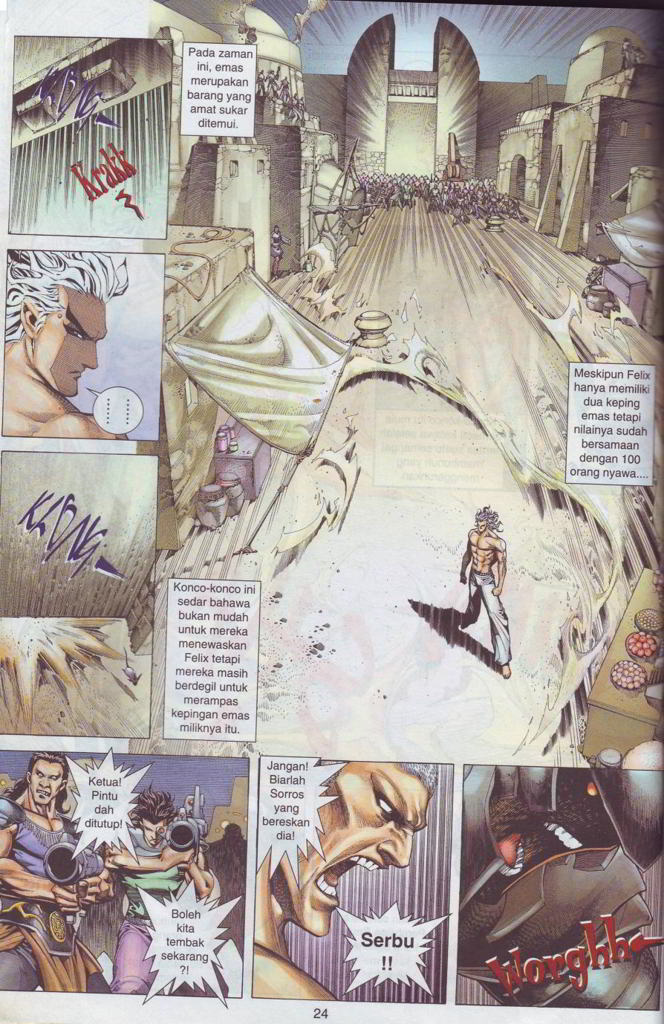 Pada zaman
ini, emas
merupakan
barang yang
amat sukar
ditemui.
Krakk
......
Meskipun Felix
hanya memiliki
dua keping
emas tetapi
nilainya sudah
bersamaan
dengan 100
orang nyawa....
Konco-konco ini
sedar bahawa
bukan mudah
untuk mereka
menewaskan
Felix tetapi
mereka masih
berdegil untuk
merampas
kepingan emas
miliknya itu.
Ketua!
Pintu
dah
ditutup!
Boleh
kita
tembak
sekarang
?!
Jangan!
Biarlah
Sorros
yang
bereskan
dia!
Serbu
!!
Worghh
24